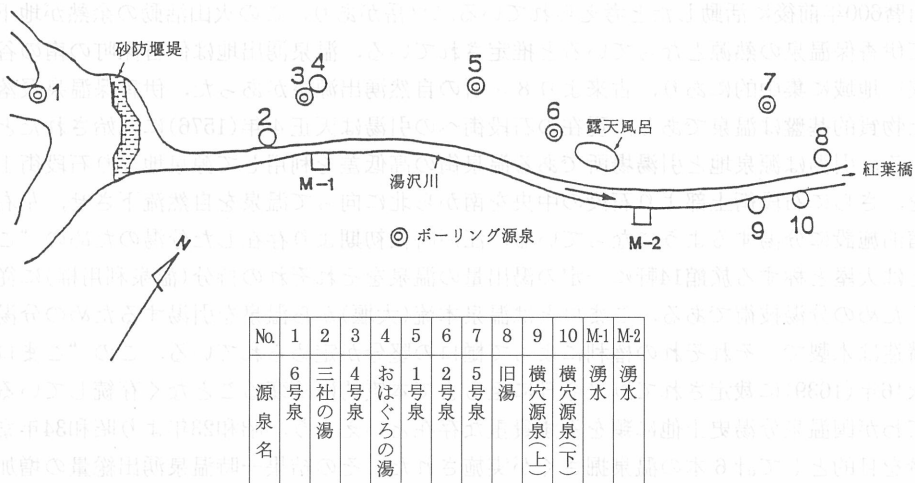 砂防堰堤
1
2
3
4
5
6
7
8
9
10
露天風呂
紅葉橋
M-1
湯沢川
M-2
N
◎ ボーリング源泉
No. 源泉名
1 6号泉
2 三社の湯
3 4号泉
4 おはぐろの湯
5 1号泉
6 2号泉
7 5号泉
8 旧湯
9 横穴源泉(上)
10 横穴源泉(下)
M-1 湧水
M-2 湧水